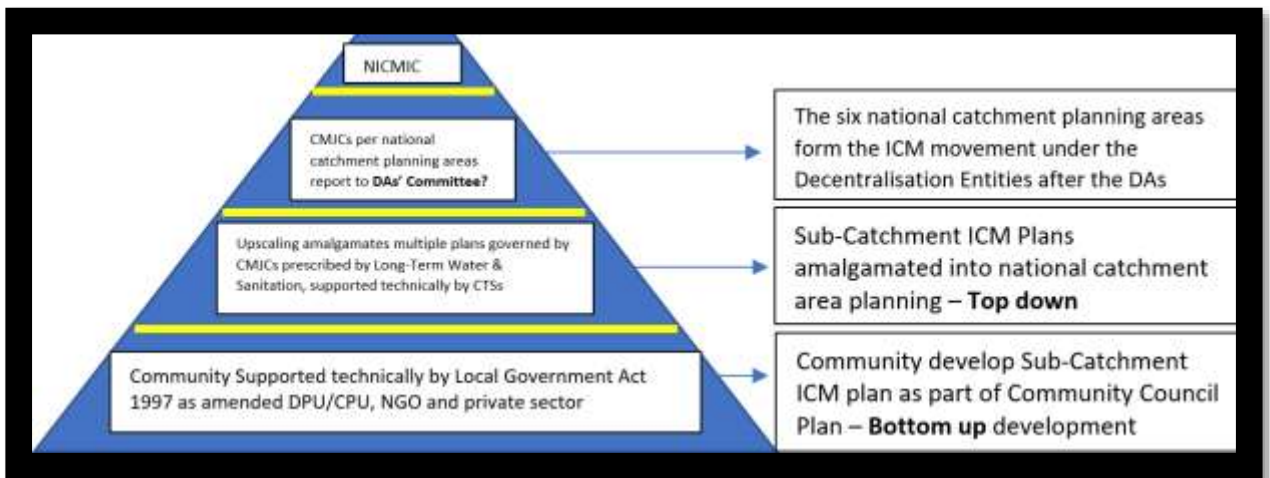 NICMIC
CMJCs per national
catchment planning areas
report to DAs' Committee?
The six national catchment planning areas
form the ICM movement under the
Decentralisation Entities after the DAs
Upscaling amalgamates multiple plans governed by
CMJCs prescribed by Long-Term Water &
Sanitation, supported technically by CTSs
Sub-Catchment ICM Plans
amalgamated into national catchment
area planning – Top down
Community Supported technically by Local Government Act
1997 as amended DPU/CPU, NGO and private sector
Community develop Sub-Catchment
ICM plan as part of Community Council
Plan – Bottom up development